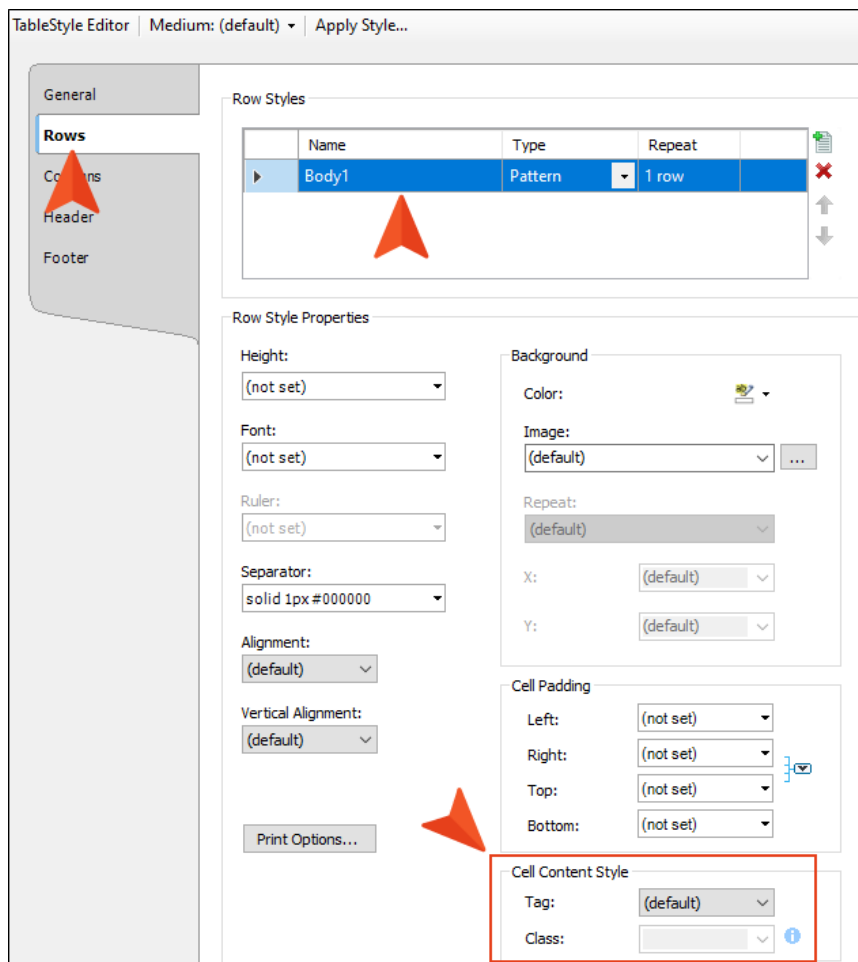 TableStyle Editor Medium: (default) Apply Style...
General
Rows
Columns
Header
Footer
Row Styles
Name Type Repeat
Body1 Pattern 1 row
Row Style Properties
Height:
(not set)
Font:
(not set)
Ruler:
(not set)
Separator:
solid 1px #000000
Alignment:
(default)
Vertical Alignment:
(default)
Print Options...
Background
Color:
Image:
(default) ...
Repeat:
(default)
X: (default)
Y: (default)
Cell Padding
Left: (not set)
Right: (not set)
Top: (not set)
Bottom: (not set)
Cell Content Style
Tag: (default)
Class: